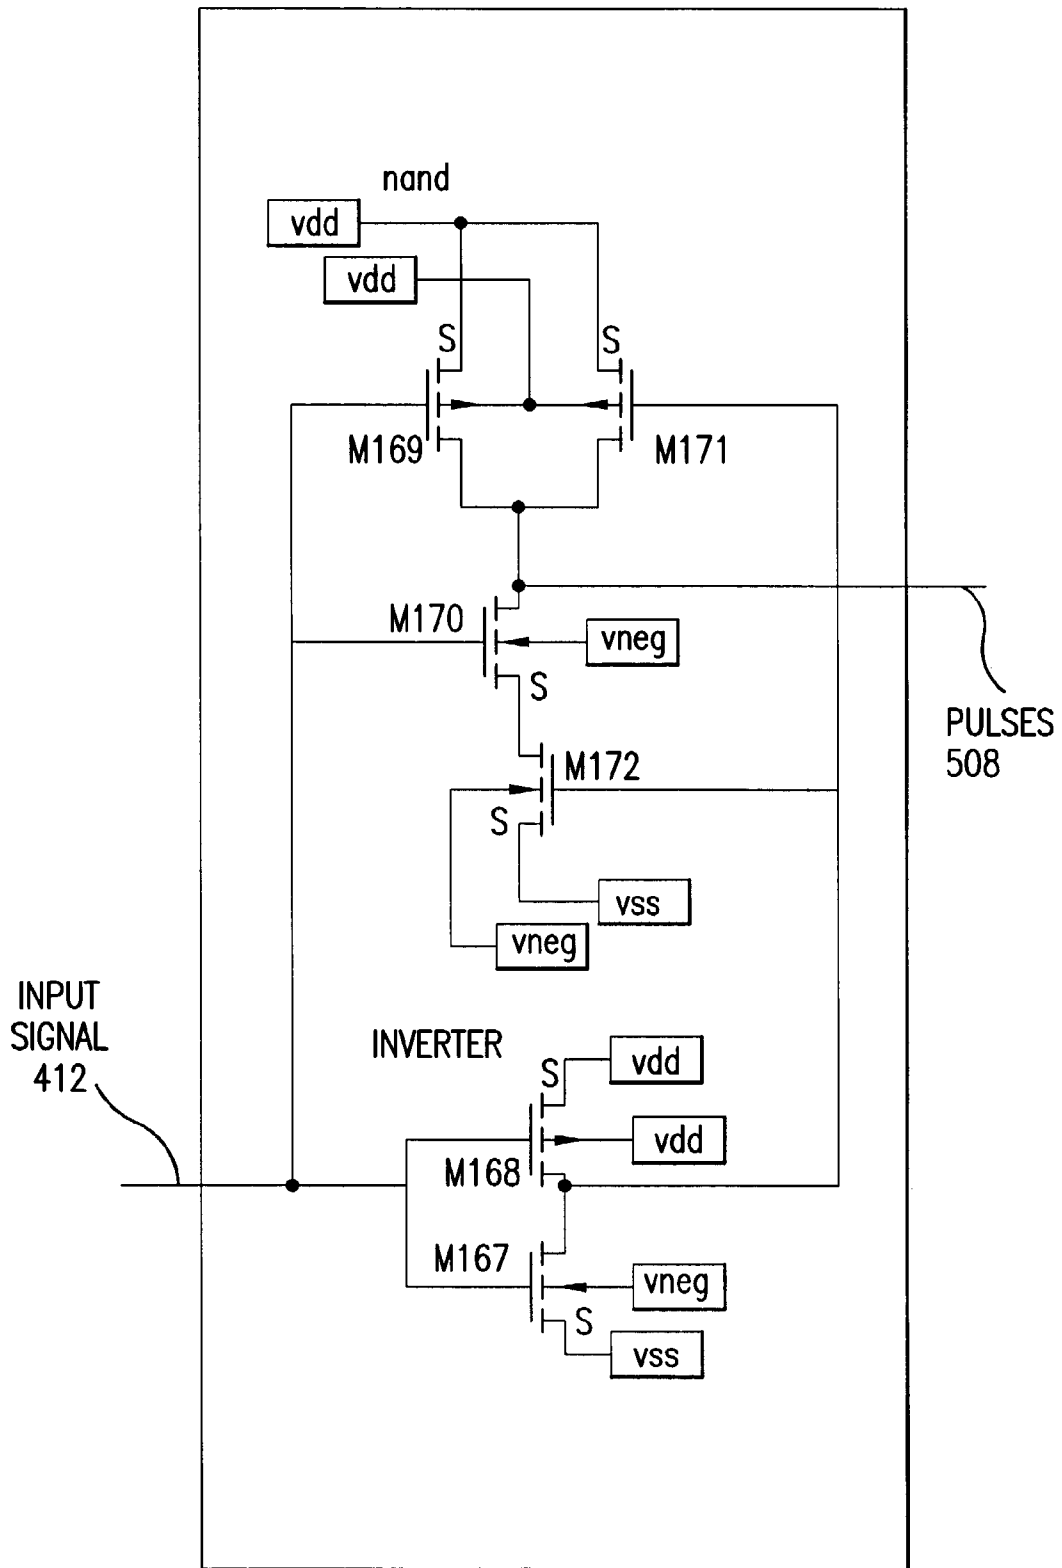 nand
vdd
vdd
S
S
M169
M171
M170
vneg
S
PULSES
508
M172
S
vss
vneg
INPUT
SIGNAL
412
INVERTER
S
vdd
vdd
M168
M167
vneg
S
vss